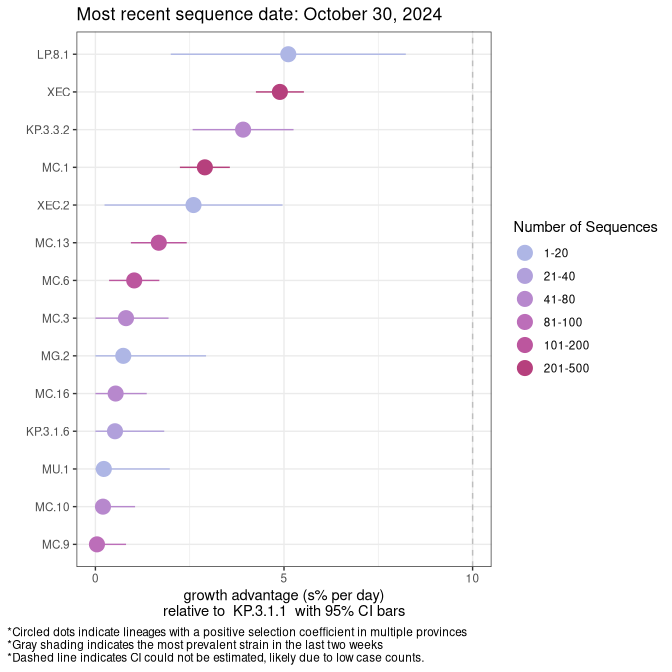 Most recent sequence date: October 30, 2024
LP.8.1
XEC
KP.3.3.2
MC.1
XEC.2
MC.13
MC.6
MC.3
MG.2
MC.16
KP.3.1.6
MU.1
MC.10
MC.9
0 5 10
growth advantage (s% per day)
relative to KP.3.1.1 with 95% CI bars
Number of Sequences
1-20
21-40
41-80
81-100
101-200
201-500
*Circled dots indicate lineages with a positive selection coefficient in multiple provinces
*Gray shading indicates the most prevalent strain in the last two weeks
*Dashed line indicates CI could not be estimated, likely due to low case counts.